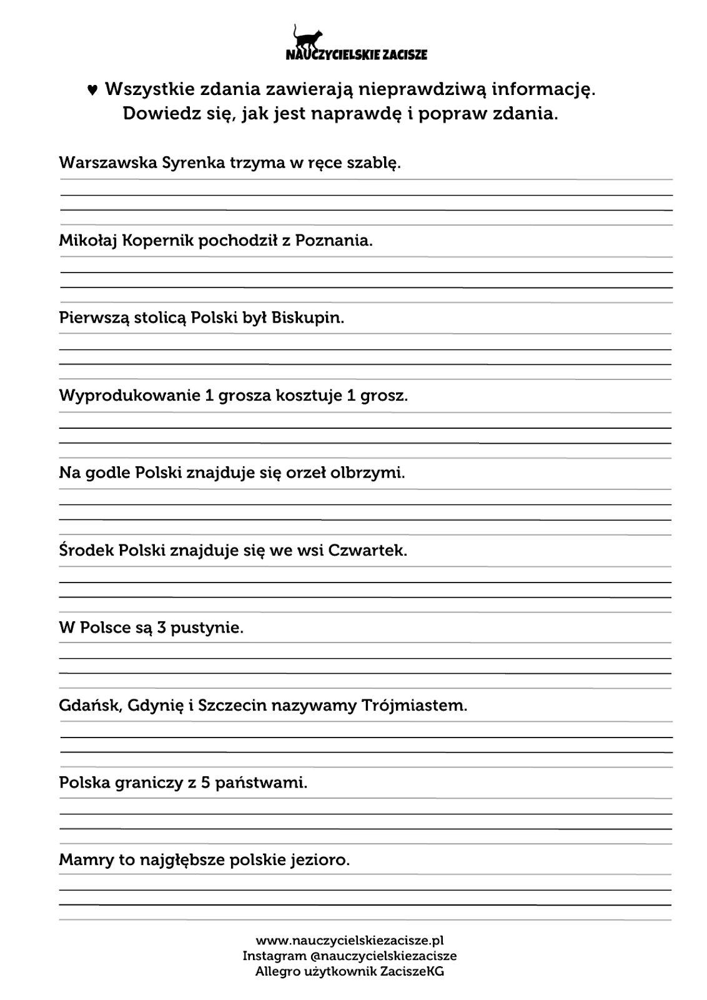 NAUCZYCIELSKIE ZACISZE
♥ Wszystkie zdania zawierają nieprawdziwą informację.
Dowiedz się, jak jest naprawdę i popraw zdania.
Warszawska Syrenka trzyma w ręce szablę.
Mikołaj Kopernik pochodził z Poznania.
Pierwszą stolicą Polski był Biskupin.
Wyprodukowanie 1 grosza kosztuje 1 grosz.
Na godle Polski znajduje się orzeł olbrzymi.
Środek Polski znajduje się we wsi Czwartek.
W Polsce są 3 pustynie.
Gdańsk, Gdynię i Szczecin nazywamy Trójmiastem.
Polska graniczy z 5 państwami.
Mamry to najgłębsze polskie jezioro.
www.nauczycielskiezacisze.pl
Instagram @nauczycielskiezacisze
Allegro użytkownik ZaciszeKG